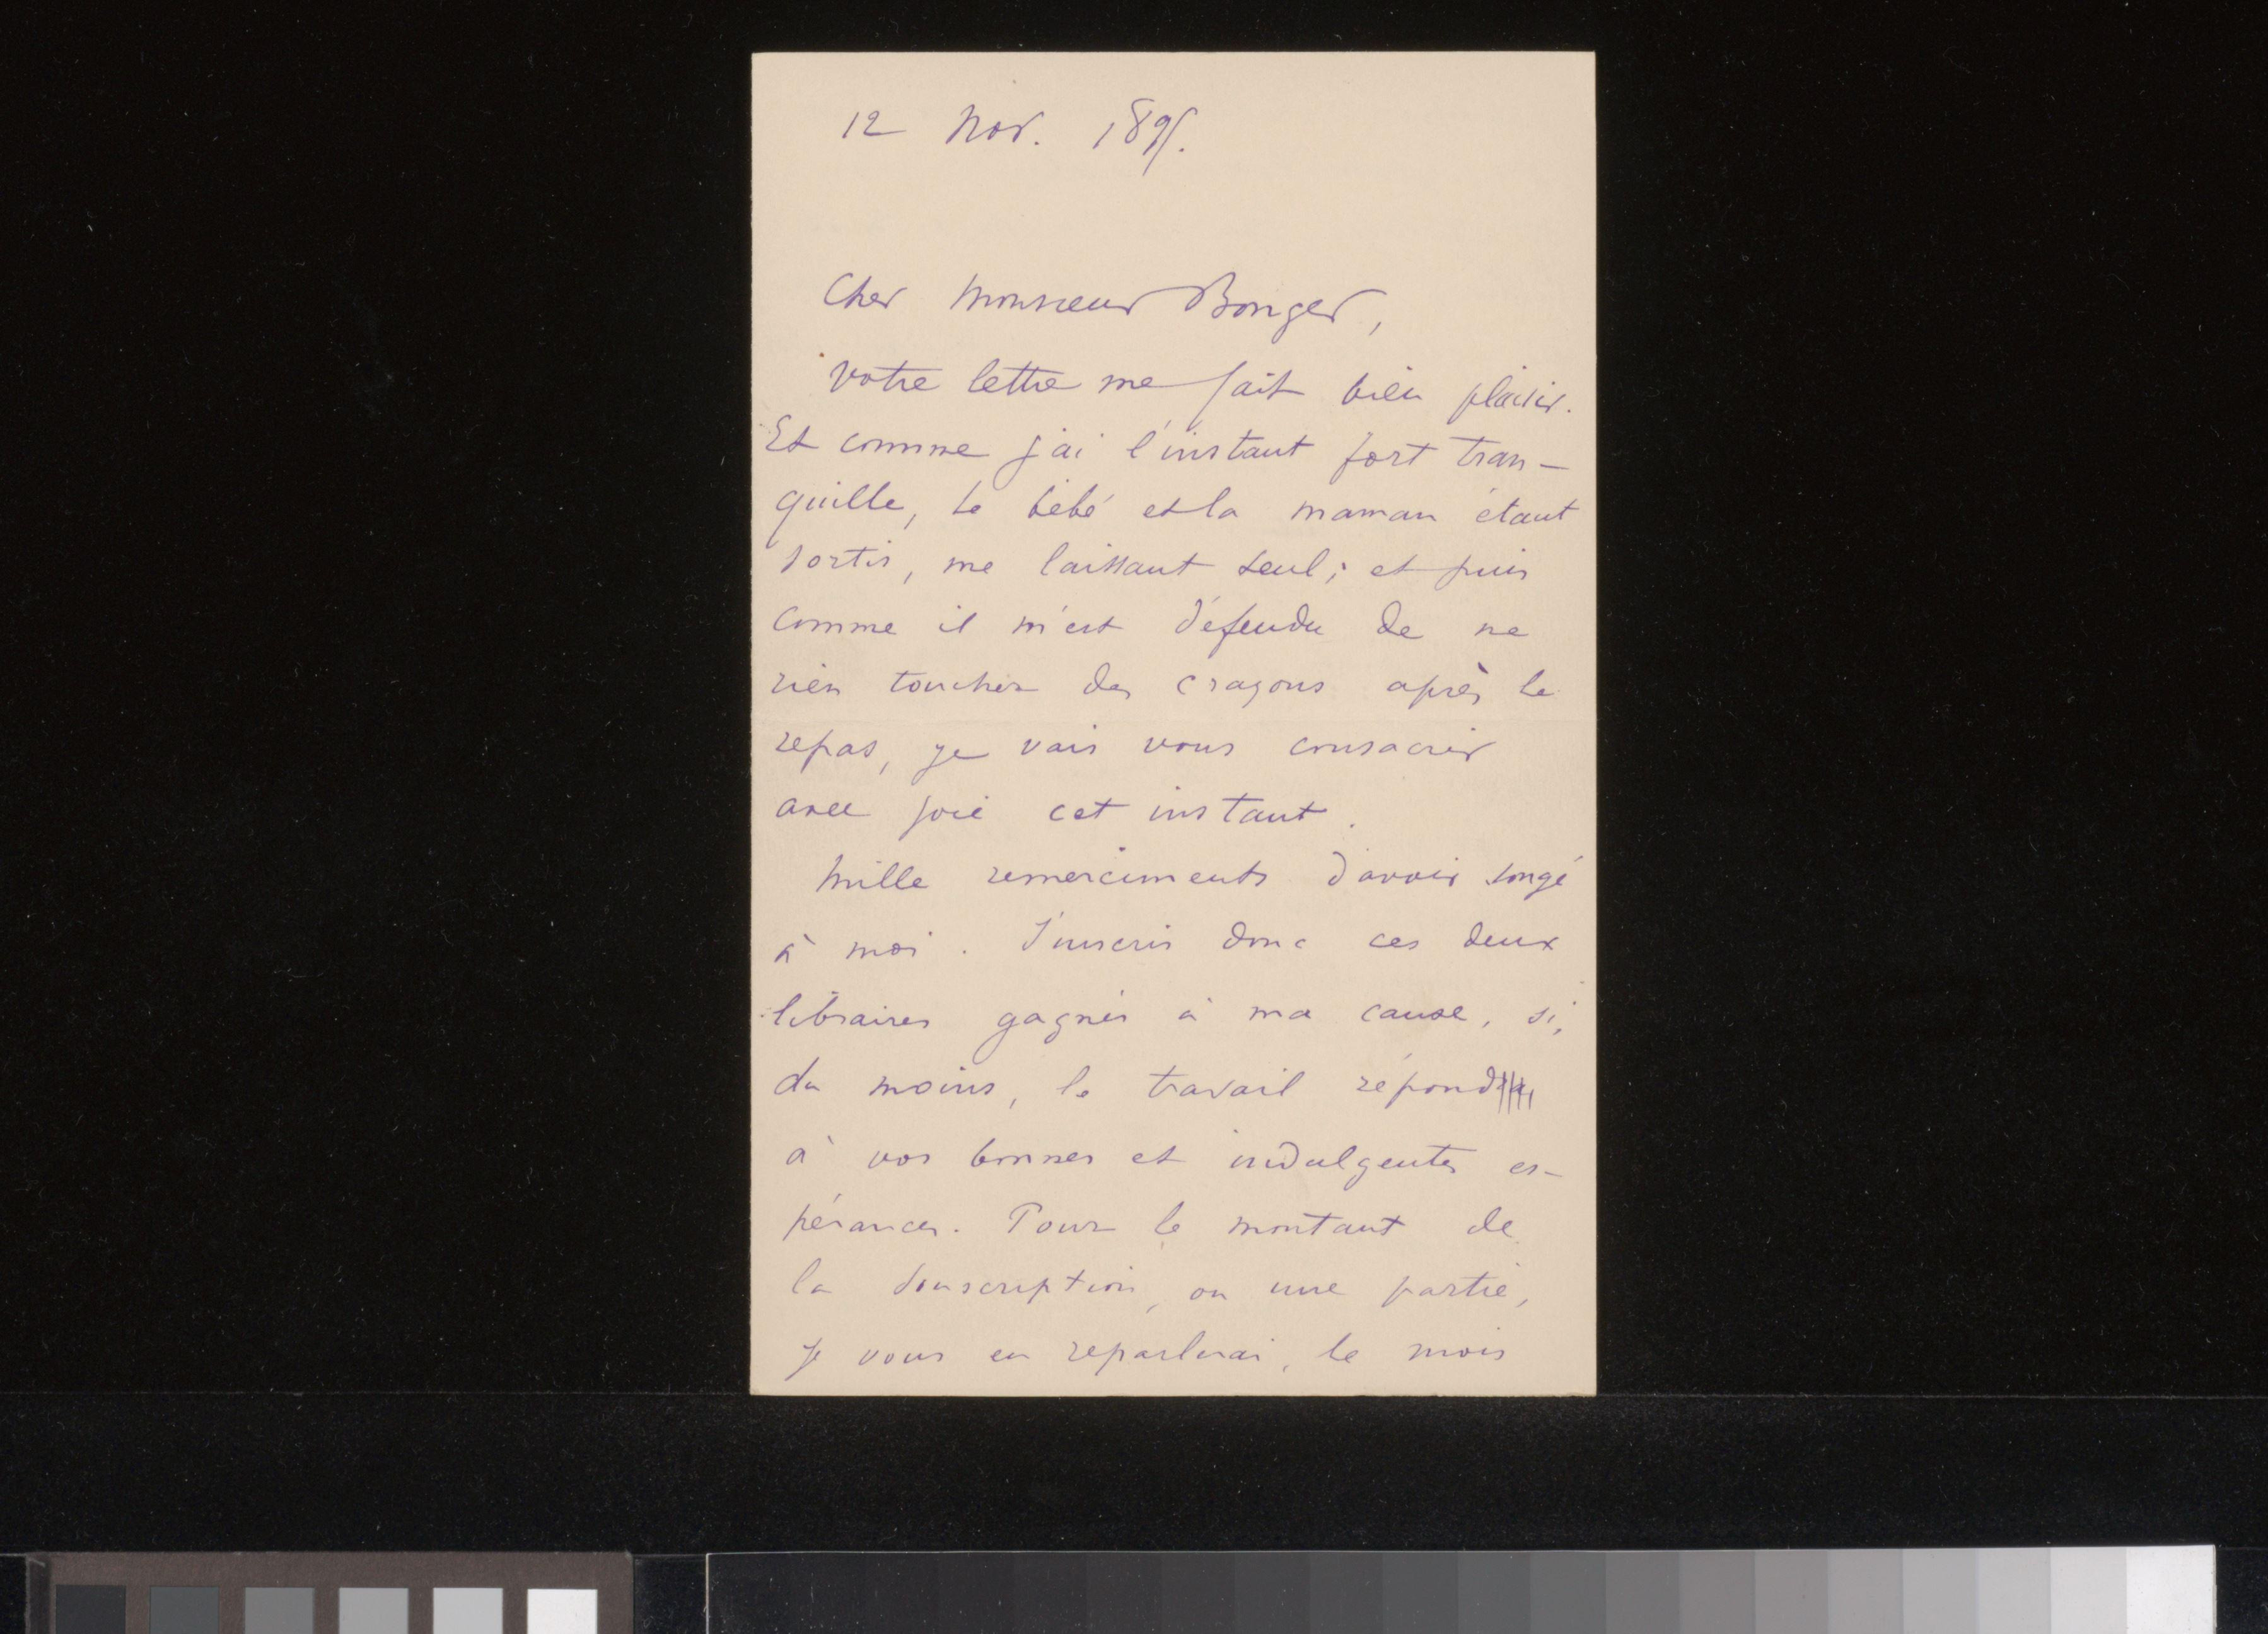 12 Nov. 1895.
Cher Monsieur Bonger,
votre lettre me fait bien plaisir.
Et comme j'ai l'instant fort tran-
quille, le bébé et la maman étant
sortis, me laissant seul; et puis
comme il m'est défendu de ne
rien toucher des crayons après le
repas, je vais vous consacrer
avec joie cet instant.
Mille remerciments d'avoir songé
à moi. J'inscris donc ces deux
libraires gagnés à ma cause, si,
du moins, le travail répond
à vos bonnes et indulgentes es-
pérances. Pour le montant de
la souscription, ou une partie,
je vous en reparlerai, le mois